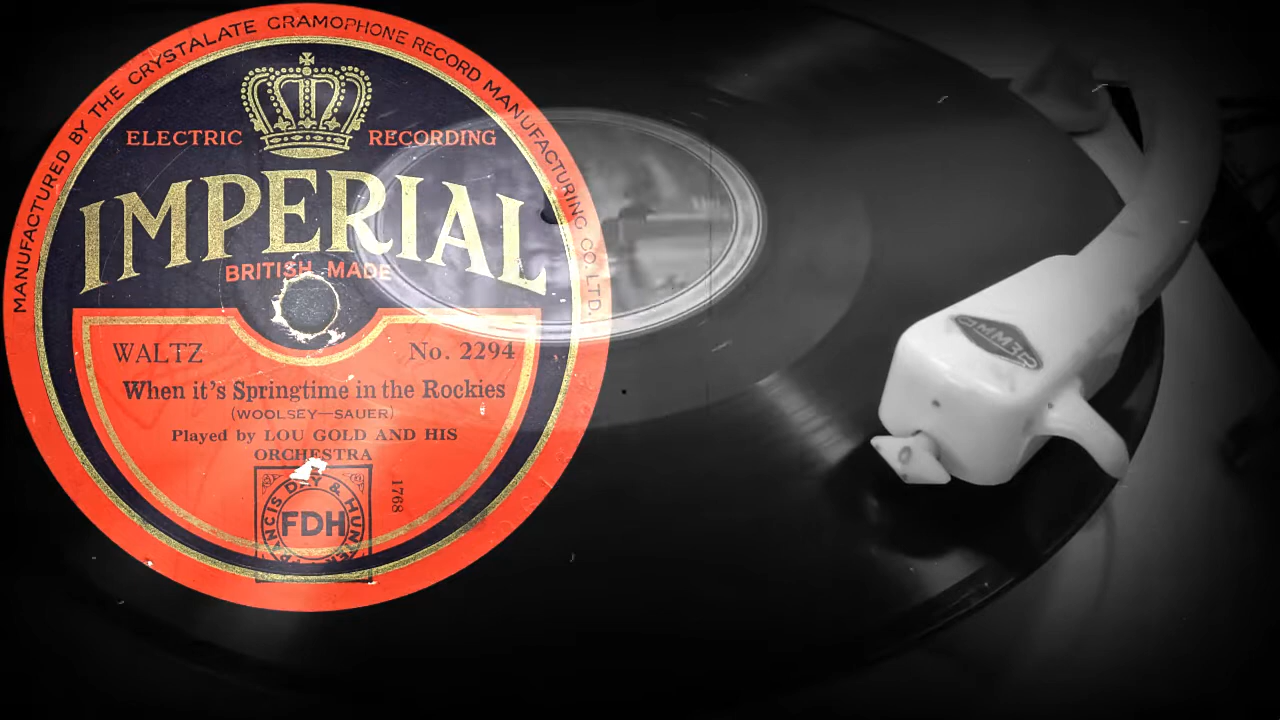 MANUFACTURED BY THE CRYSTALATE GRAMOPHONE RECORD MANUFACTURING CO. LTD.
ELECTRIC RECORDING
IMPERIAL
BRITISH MADE
WALTZ No. 2294
When it's Springtime in the Rockies
(WOOLSEY—SAUER)
Played by LOU GOLD AND HIS
ORCHESTRA
1768
FDH